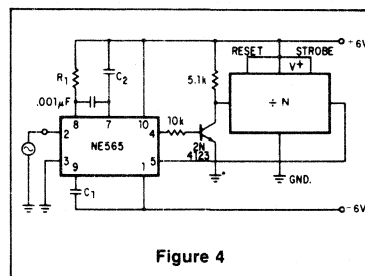 +6V
RESET
STROBE
V+
R1
C2
5.1k
.001µF
÷ N
8
7
10
10k
2
4
NE565
2N
4123
3
5
9
1
GND.
C1
-6V
Figure 4